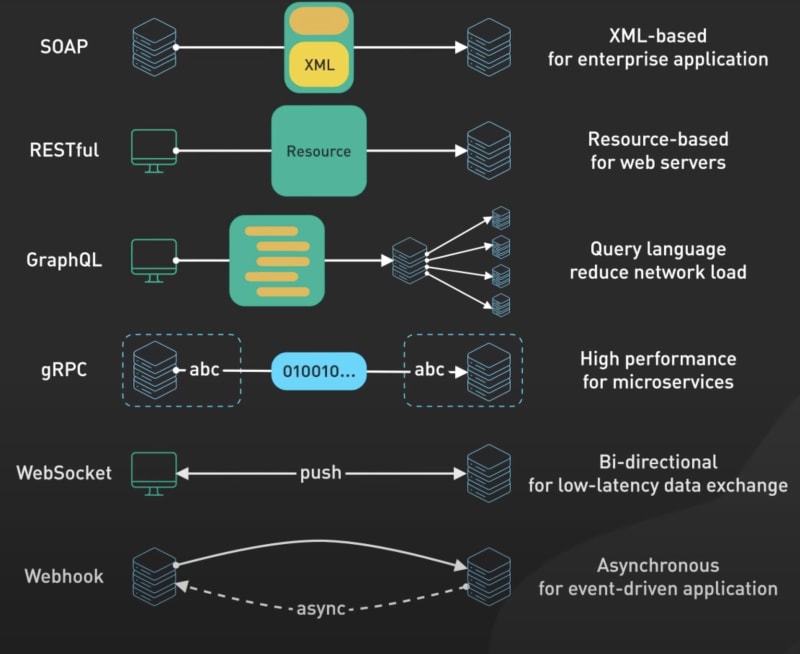 SOAP
XML
XML-based
for enterprise application
RESTful
Resource
Resource-based
for web servers
GraphQL
Query language
reduce network load
gRPC
abc
010010...
abc
High performance
for microservices
WebSocket
push
Bi-directional
for low-latency data exchange
Webhook
async
Asynchronous
for event-driven application